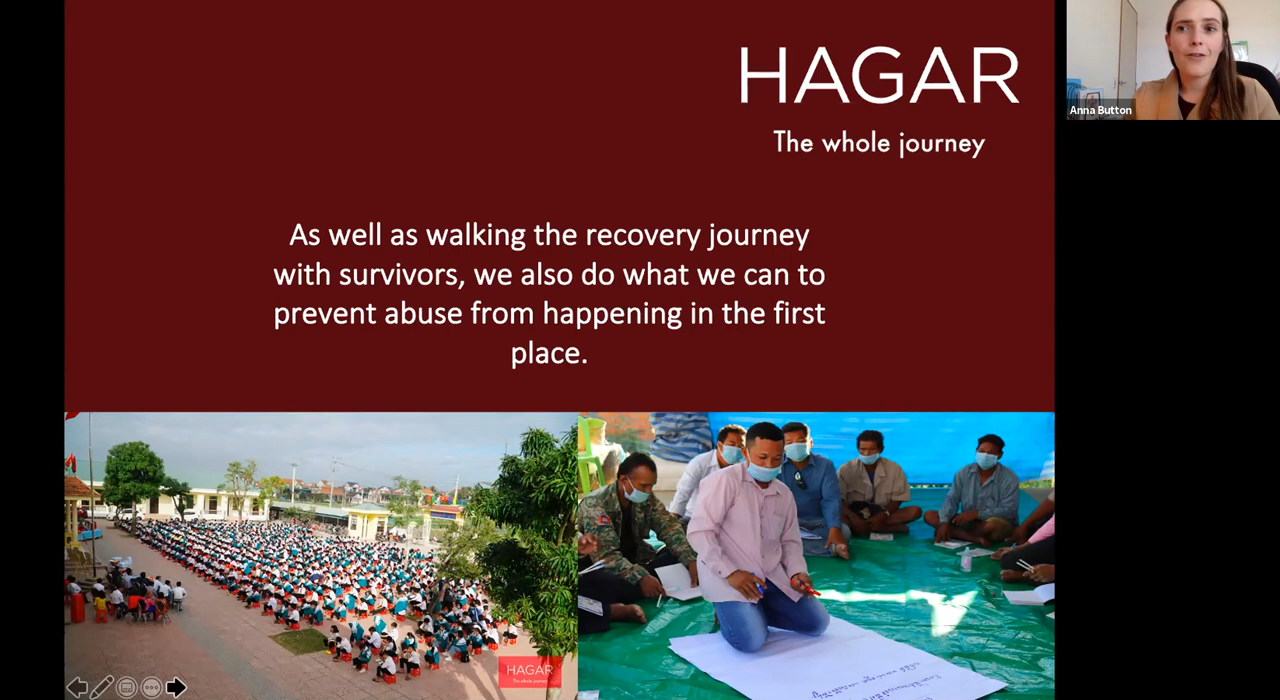 HAGAR
The whole journey
Anna Button
As well as walking the recovery journey
with survivors, we also do what we can to
prevent abuse from happening in the first
place.
HAGAR
The whole journey